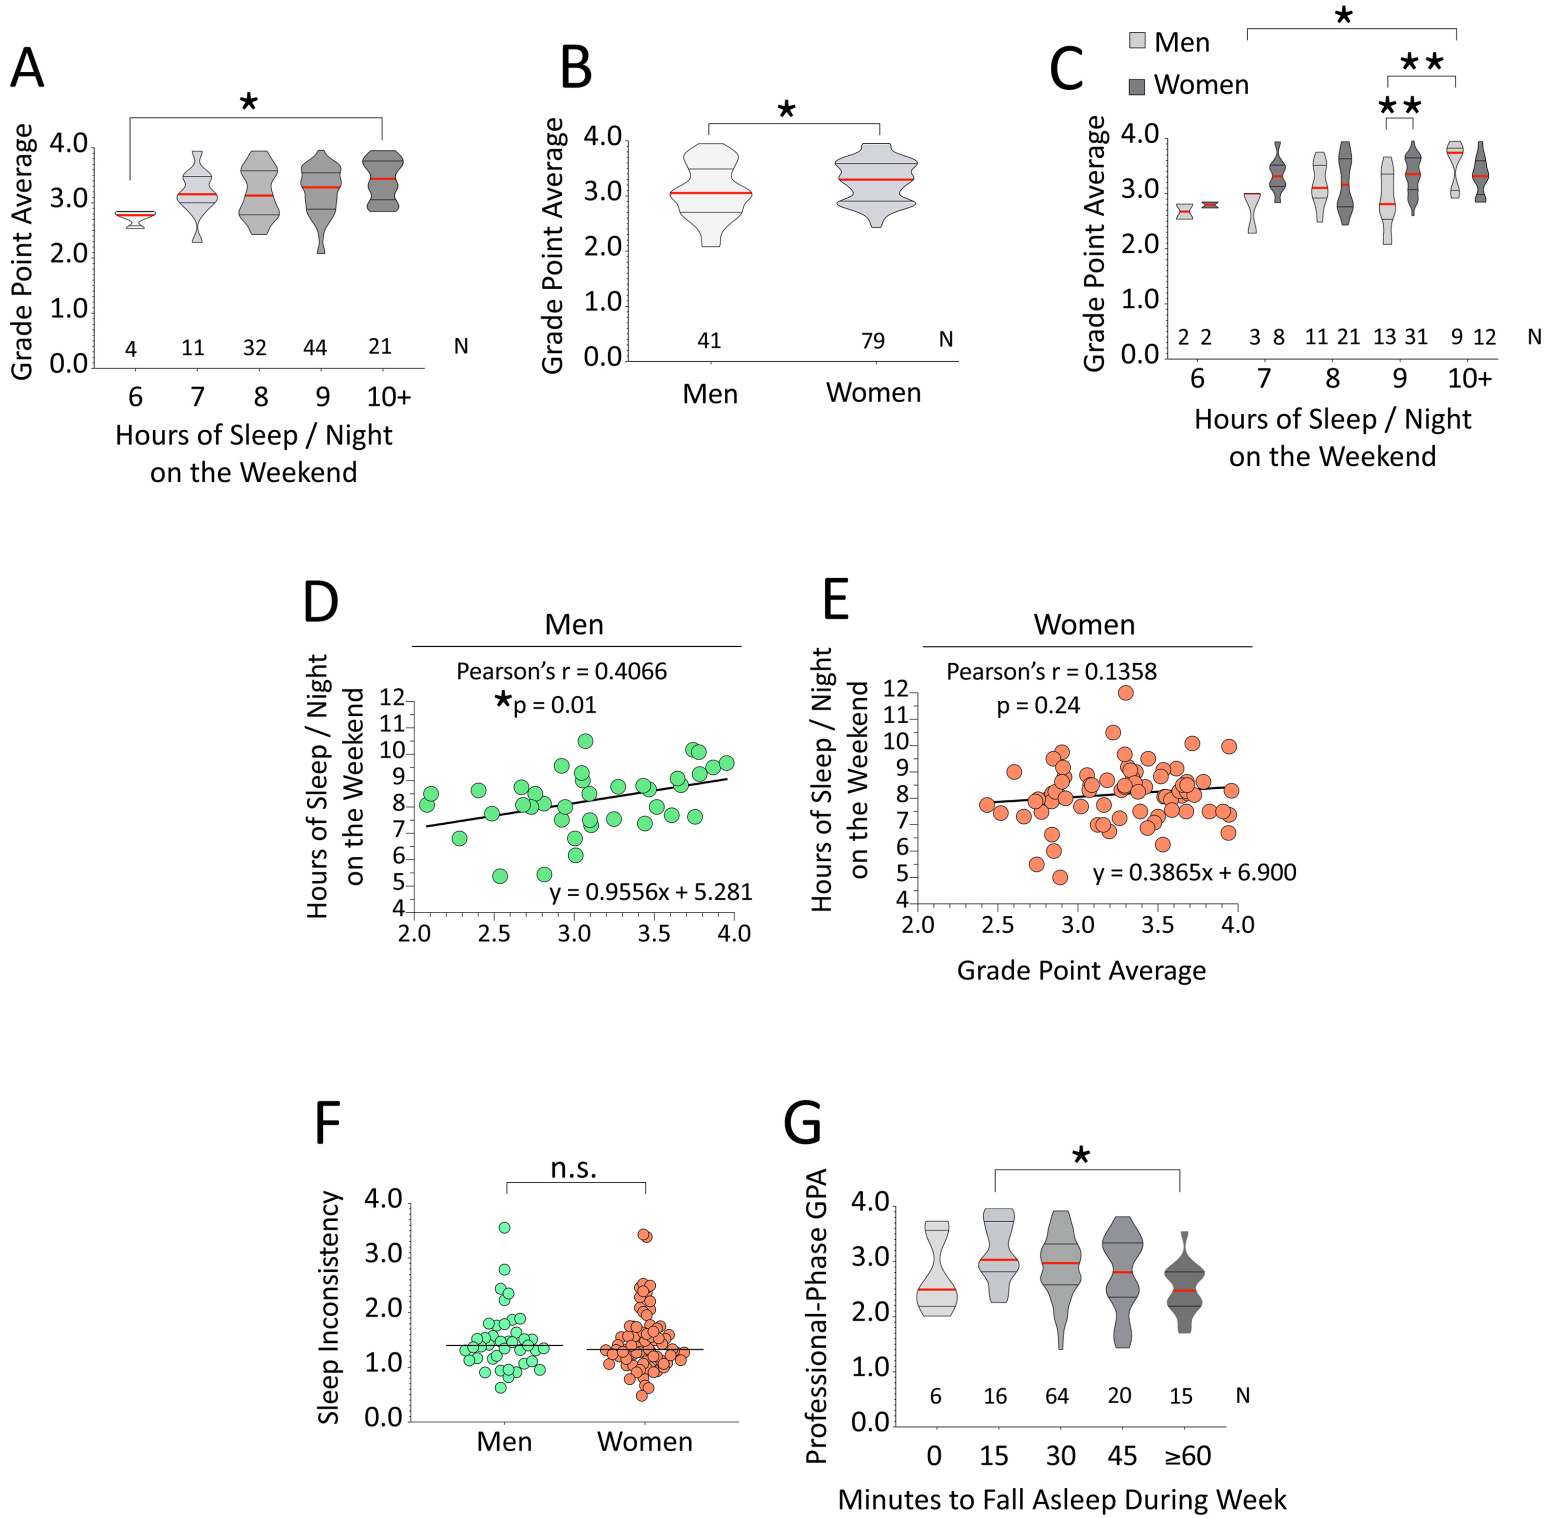 A
*
Grade Point Average
4.0
3.0
2.0
1.0
0.0
4 11 32 44 21 N
6 7 8 9 10+
Hours of Sleep / Night
on the Weekend
B
*
Grade Point Average
4.0
3.0
2.0
1.0
0.0
41 79 N
Men Women
C
Men
Women
*
**
**
Grade Point Average
4.0
3.0
2.0
1.0
0.0
2 2 3 8 11 21 13 31 9 12 N
6 7 8 9 10+
Hours of Sleep / Night
on the Weekend
D
Men
Pearson's r = 0.4066
*p = 0.01
Hours of Sleep / Night
on the Weekend
12
11
10
9
8
7
6
5
4
y = 0.9556x + 5.281
2.0 2.5 3.0 3.5 4.0
E
Women
Pearson's r = 0.1358
p = 0.24
Hours of Sleep / Night
on the Weekend
12
11
10
9
8
7
6
5
4
y = 0.3865x + 6.900
2.0 2.5 3.0 3.5 4.0
Grade Point Average
F
n.s.
Sleep Inconsistency
4.0
3.0
2.0
1.0
0.0
Men Women
G
*
Professional-Phase GPA
4.0
3.0
2.0
1.0
0.0
6 16 64 20 15 N
0 15 30 45 ≥60
Minutes to Fall Asleep During Week